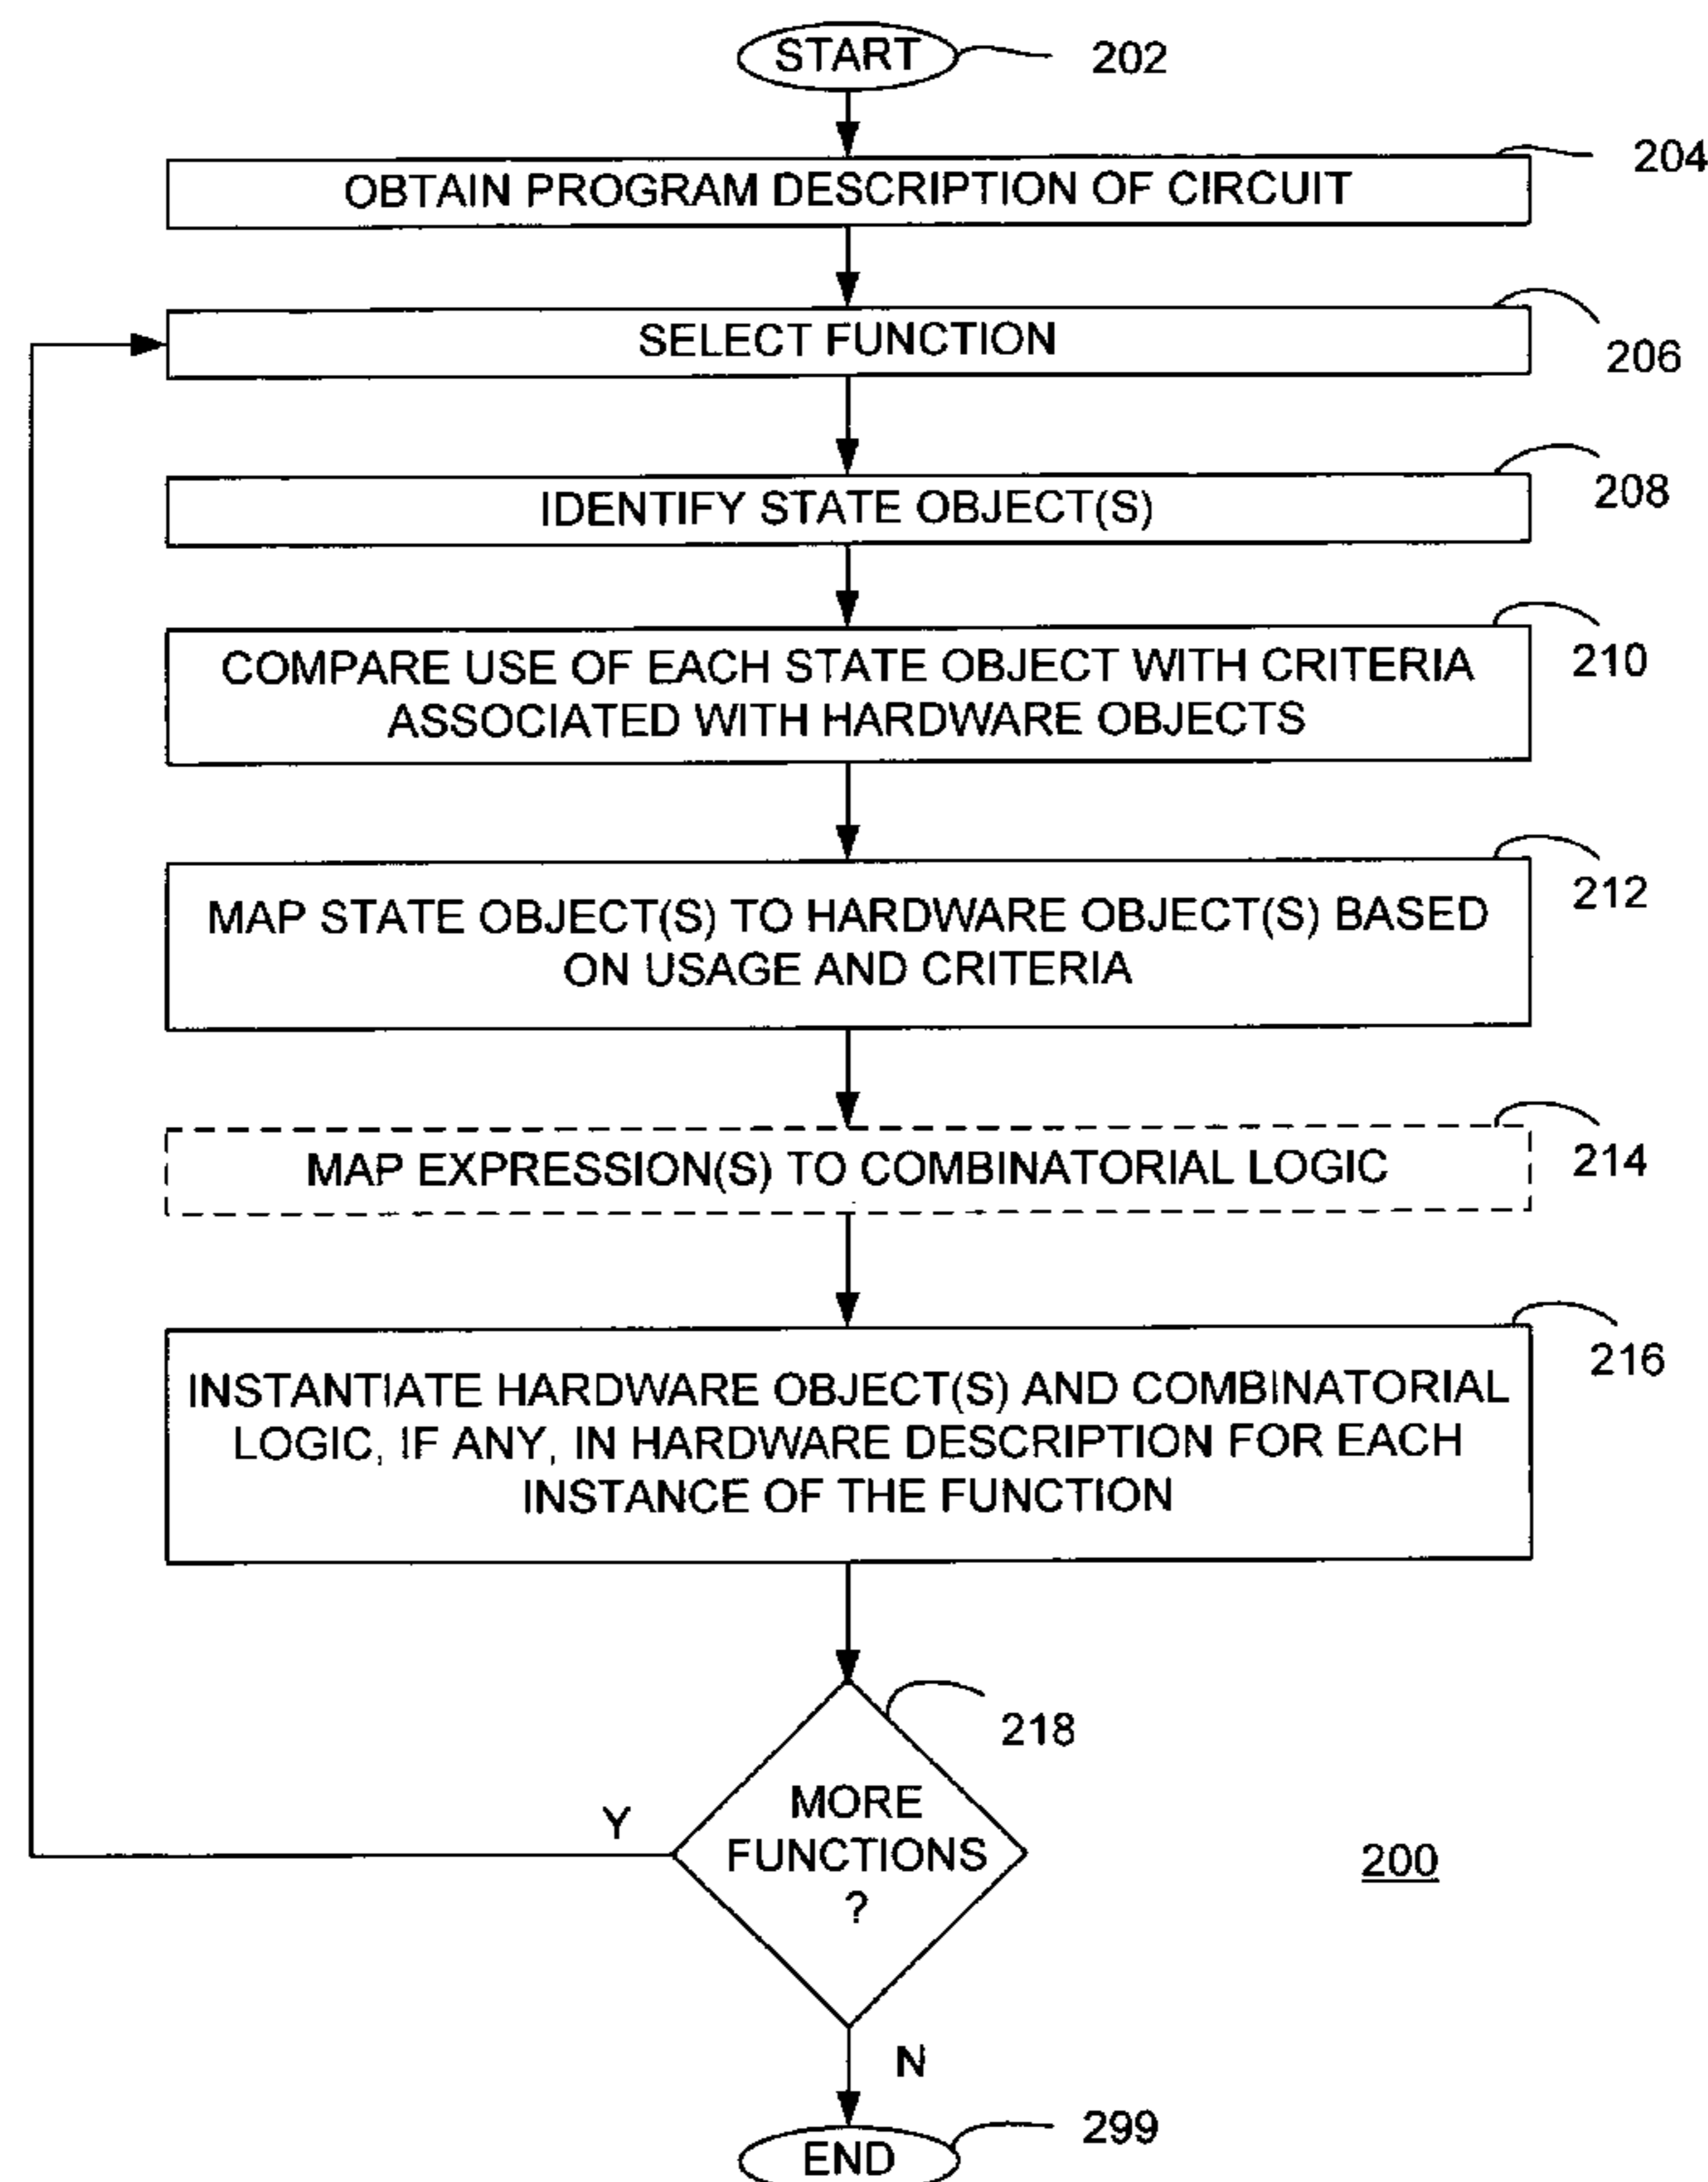 START
202
204
OBTAIN PROGRAM DESCRIPTION OF CIRCUIT
SELECT FUNCTION
206
208
IDENTIFY STATE OBJECT(S)
210
COMPARE USE OF EACH STATE OBJECT WITH CRITERIA
ASSOCIATED WITH HARDWARE OBJECTS
212
MAP STATE OBJECT(S) TO HARDWARE OBJECT(S) BASED
ON USAGE AND CRITERIA
214
MAP EXPRESSION(S) TO COMBINATORIAL LOGIC
216
INSTANTIATE HARDWARE OBJECT(S) AND COMBINATORIAL
LOGIC, IF ANY, IN HARDWARE DESCRIPTION FOR EACH
INSTANCE OF THE FUNCTION
218
MORE
FUNCTIONS
?
Y
200
N
299
END